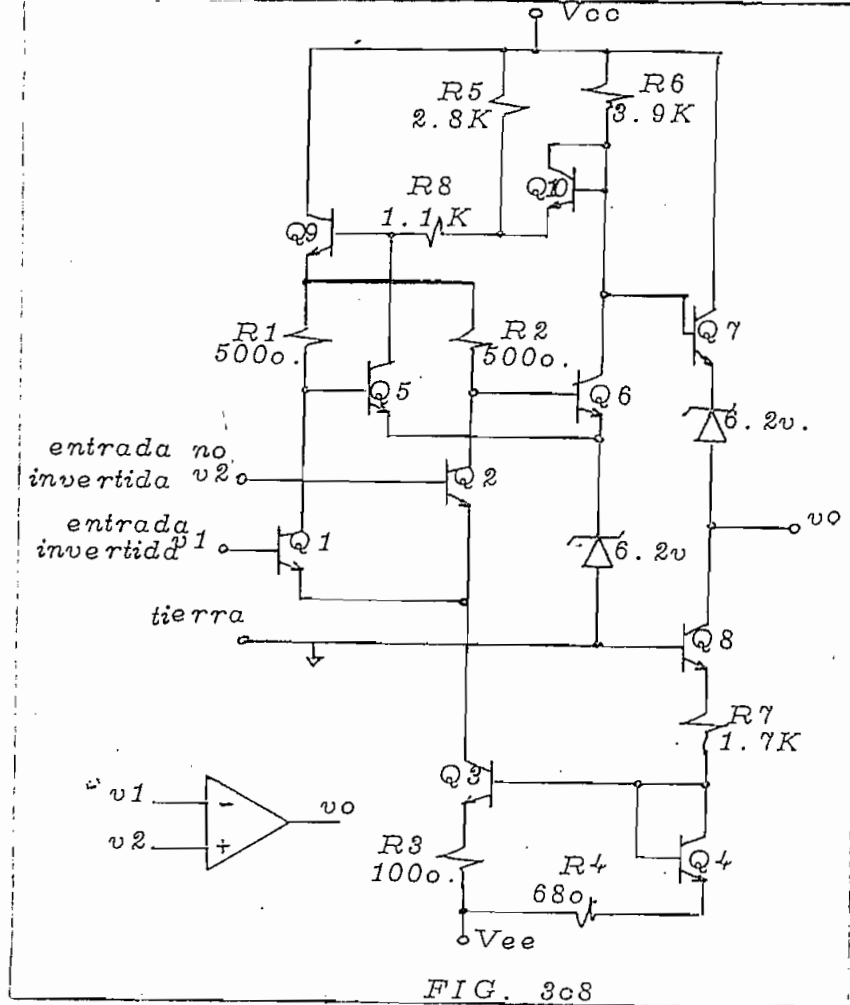 Vcc
R5
2.8K
R6
3.9K
Q10
R8
1.1K
Q9
R1
500o.
R2
500o.
Q5
Q6
Q7
6.2v.
entrada no
invertida v2
Q2
entrada
invertida v1
Q1
6.2v
vo
tierra
Q8
R7
1.7K
Q3
v1
-
vo
v2
+
R3
100o.
R4
68o
Q4
Vee
FIG. 3c8